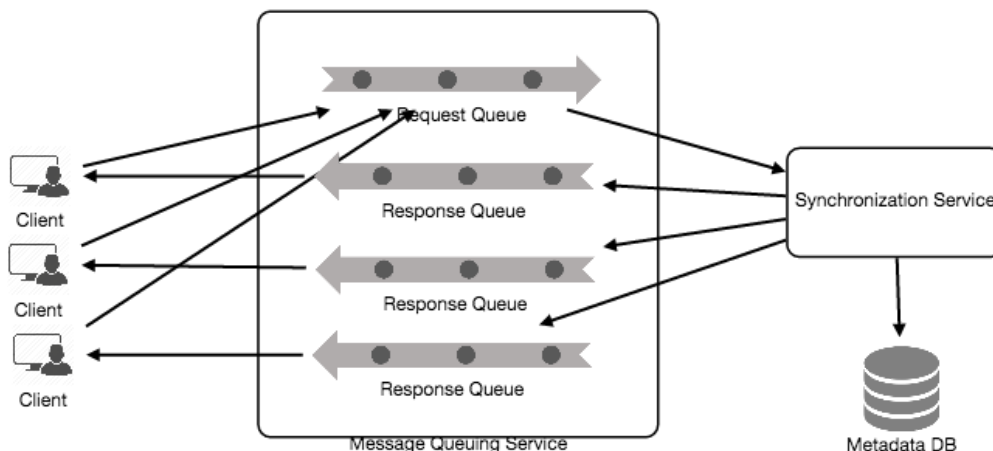 Request Queue
Client
Response Queue
Synchronization Service
Client
Response Queue
Client
Response Queue
Message Queuing Service
Metadata DB